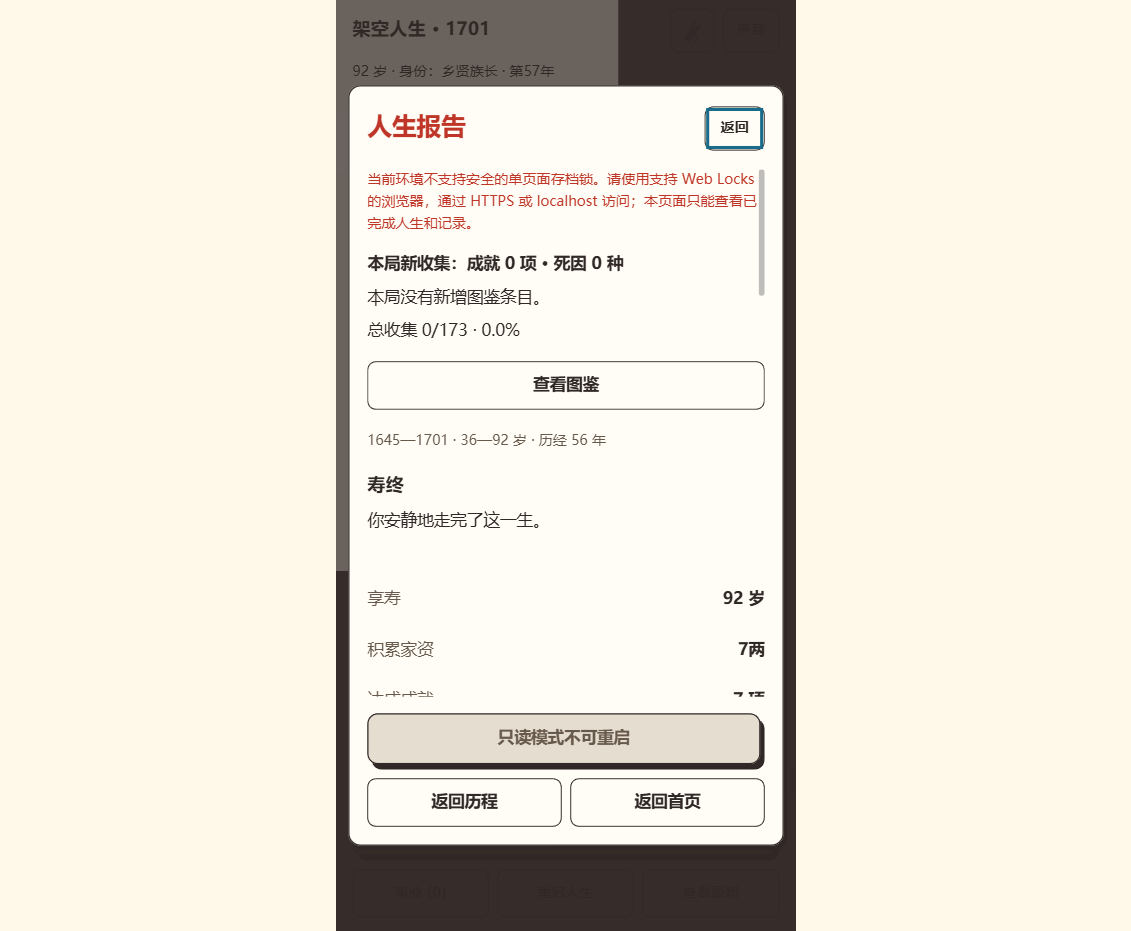 架空人生 • 1701
92 岁 · 身份：乡贤族长 · 第57年
人生报告
返回
当前环境不支持安全的单页面存档锁。请使用支持 Web Locks
的浏览器，通过 HTTPS 或 localhost 访问；本页面只能查看已
完成人生和记录。
本局新收集：成就 0 项 • 死因 0 种
本局没有新增图鉴条目。
总收集 0/173 · 0.0%
查看图鉴
1645—1701 · 36—92 岁 · 历经 56 年
寿终
你安静地走完了这一生。
享寿
92 岁
积累家资
7两
达成成就
7 项
只读模式不可重启
返回历程
返回首页